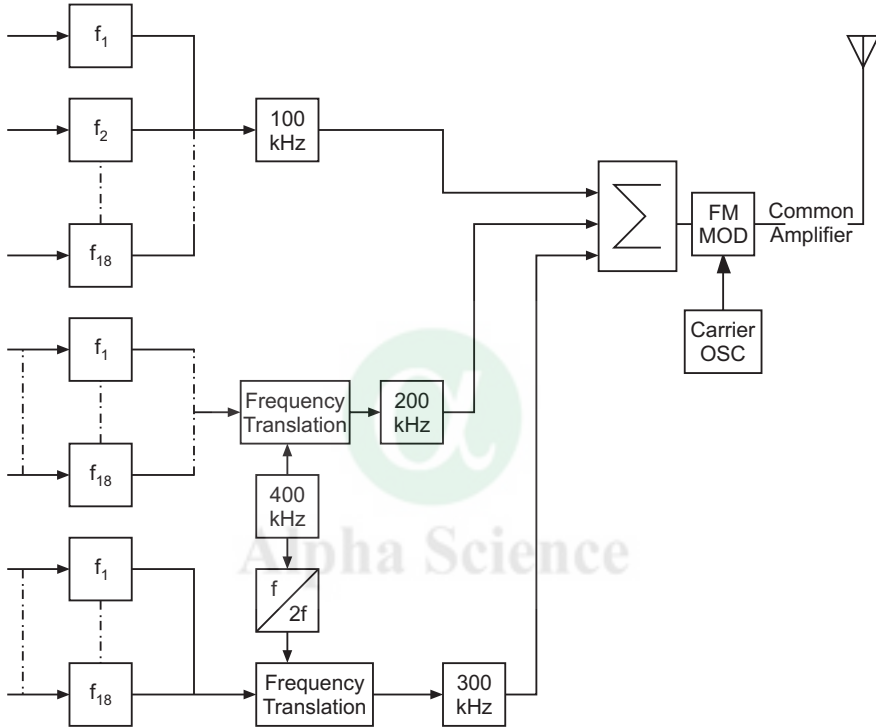 f1
f2
100
kHz
f18
Σ
FM
MOD
Common
Amplifier
Carrier
OSC
f1
Frequency
Translation
200
kHz
f18
400
kHz
Alpha Science
f1
f
2f
f18
Frequency
Translation
300
kHz